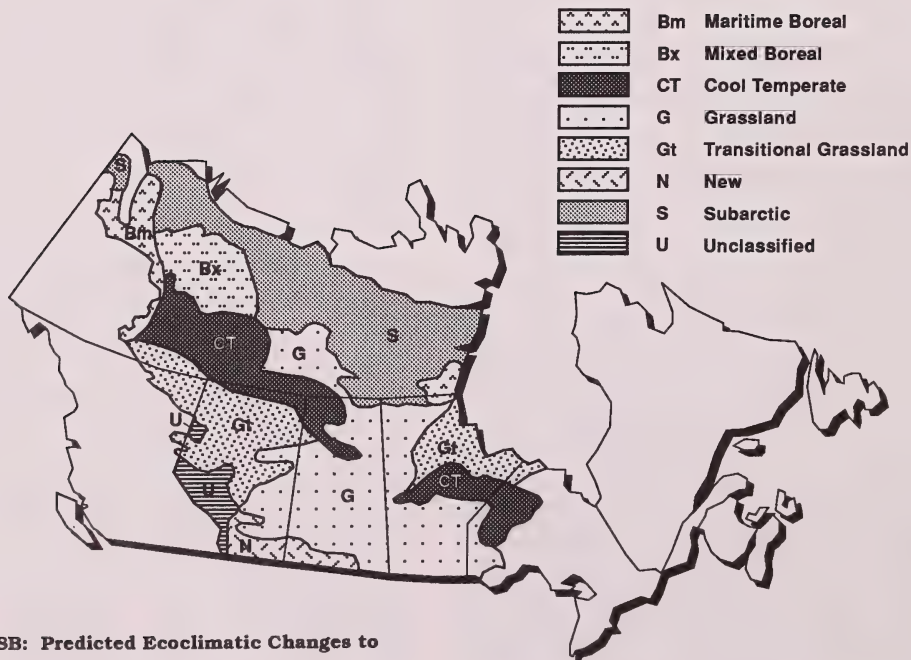 Bm Maritime Boreal
Bx Mixed Boreal
CT Cool Temperate
G Grassland
Gt Transitional Grassland
N New
S Subarctic
U Unclassified
S
Bm
Bx
CT
G
S
U
Gt
Gt
U
G
CT
N
8B: Predicted Ecoclimatic Changes to